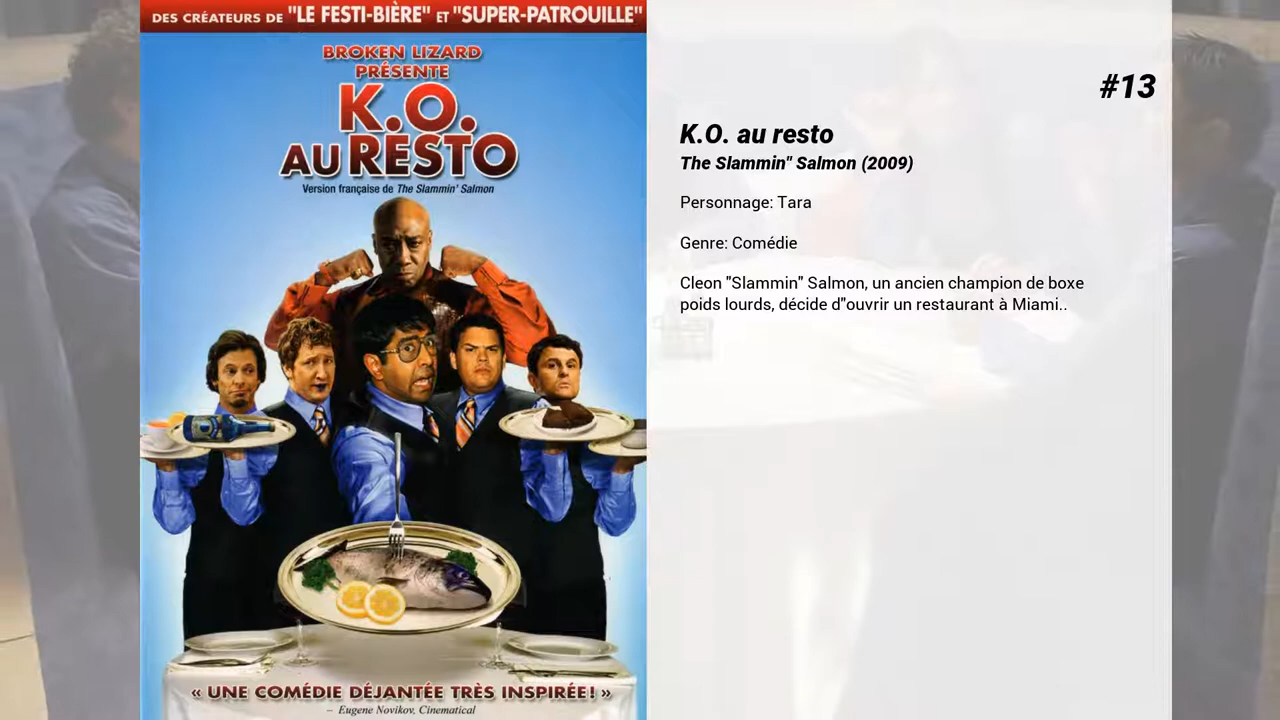 DES CRÉATEURS DE "LE FESTI-BIÈRE" ET "SUPER-PATROUILLE"
BROKEN LIZARD
PRÉSENTE
K.O.
AU RESTO
Version française de The Slammin' Salmon
« UNE COMÉDIE DÉJANTÉE TRÈS INSPIRÉE! »
– Eugene Novikov, Cinematical
#13
K.O. au resto
The Slammin" Salmon (2009)
Personnage: Tara
Genre: Comédie
Cleon "Slammin" Salmon, un ancien champion de boxe
poids lourds, décide d"ouvrir un restaurant à Miami..